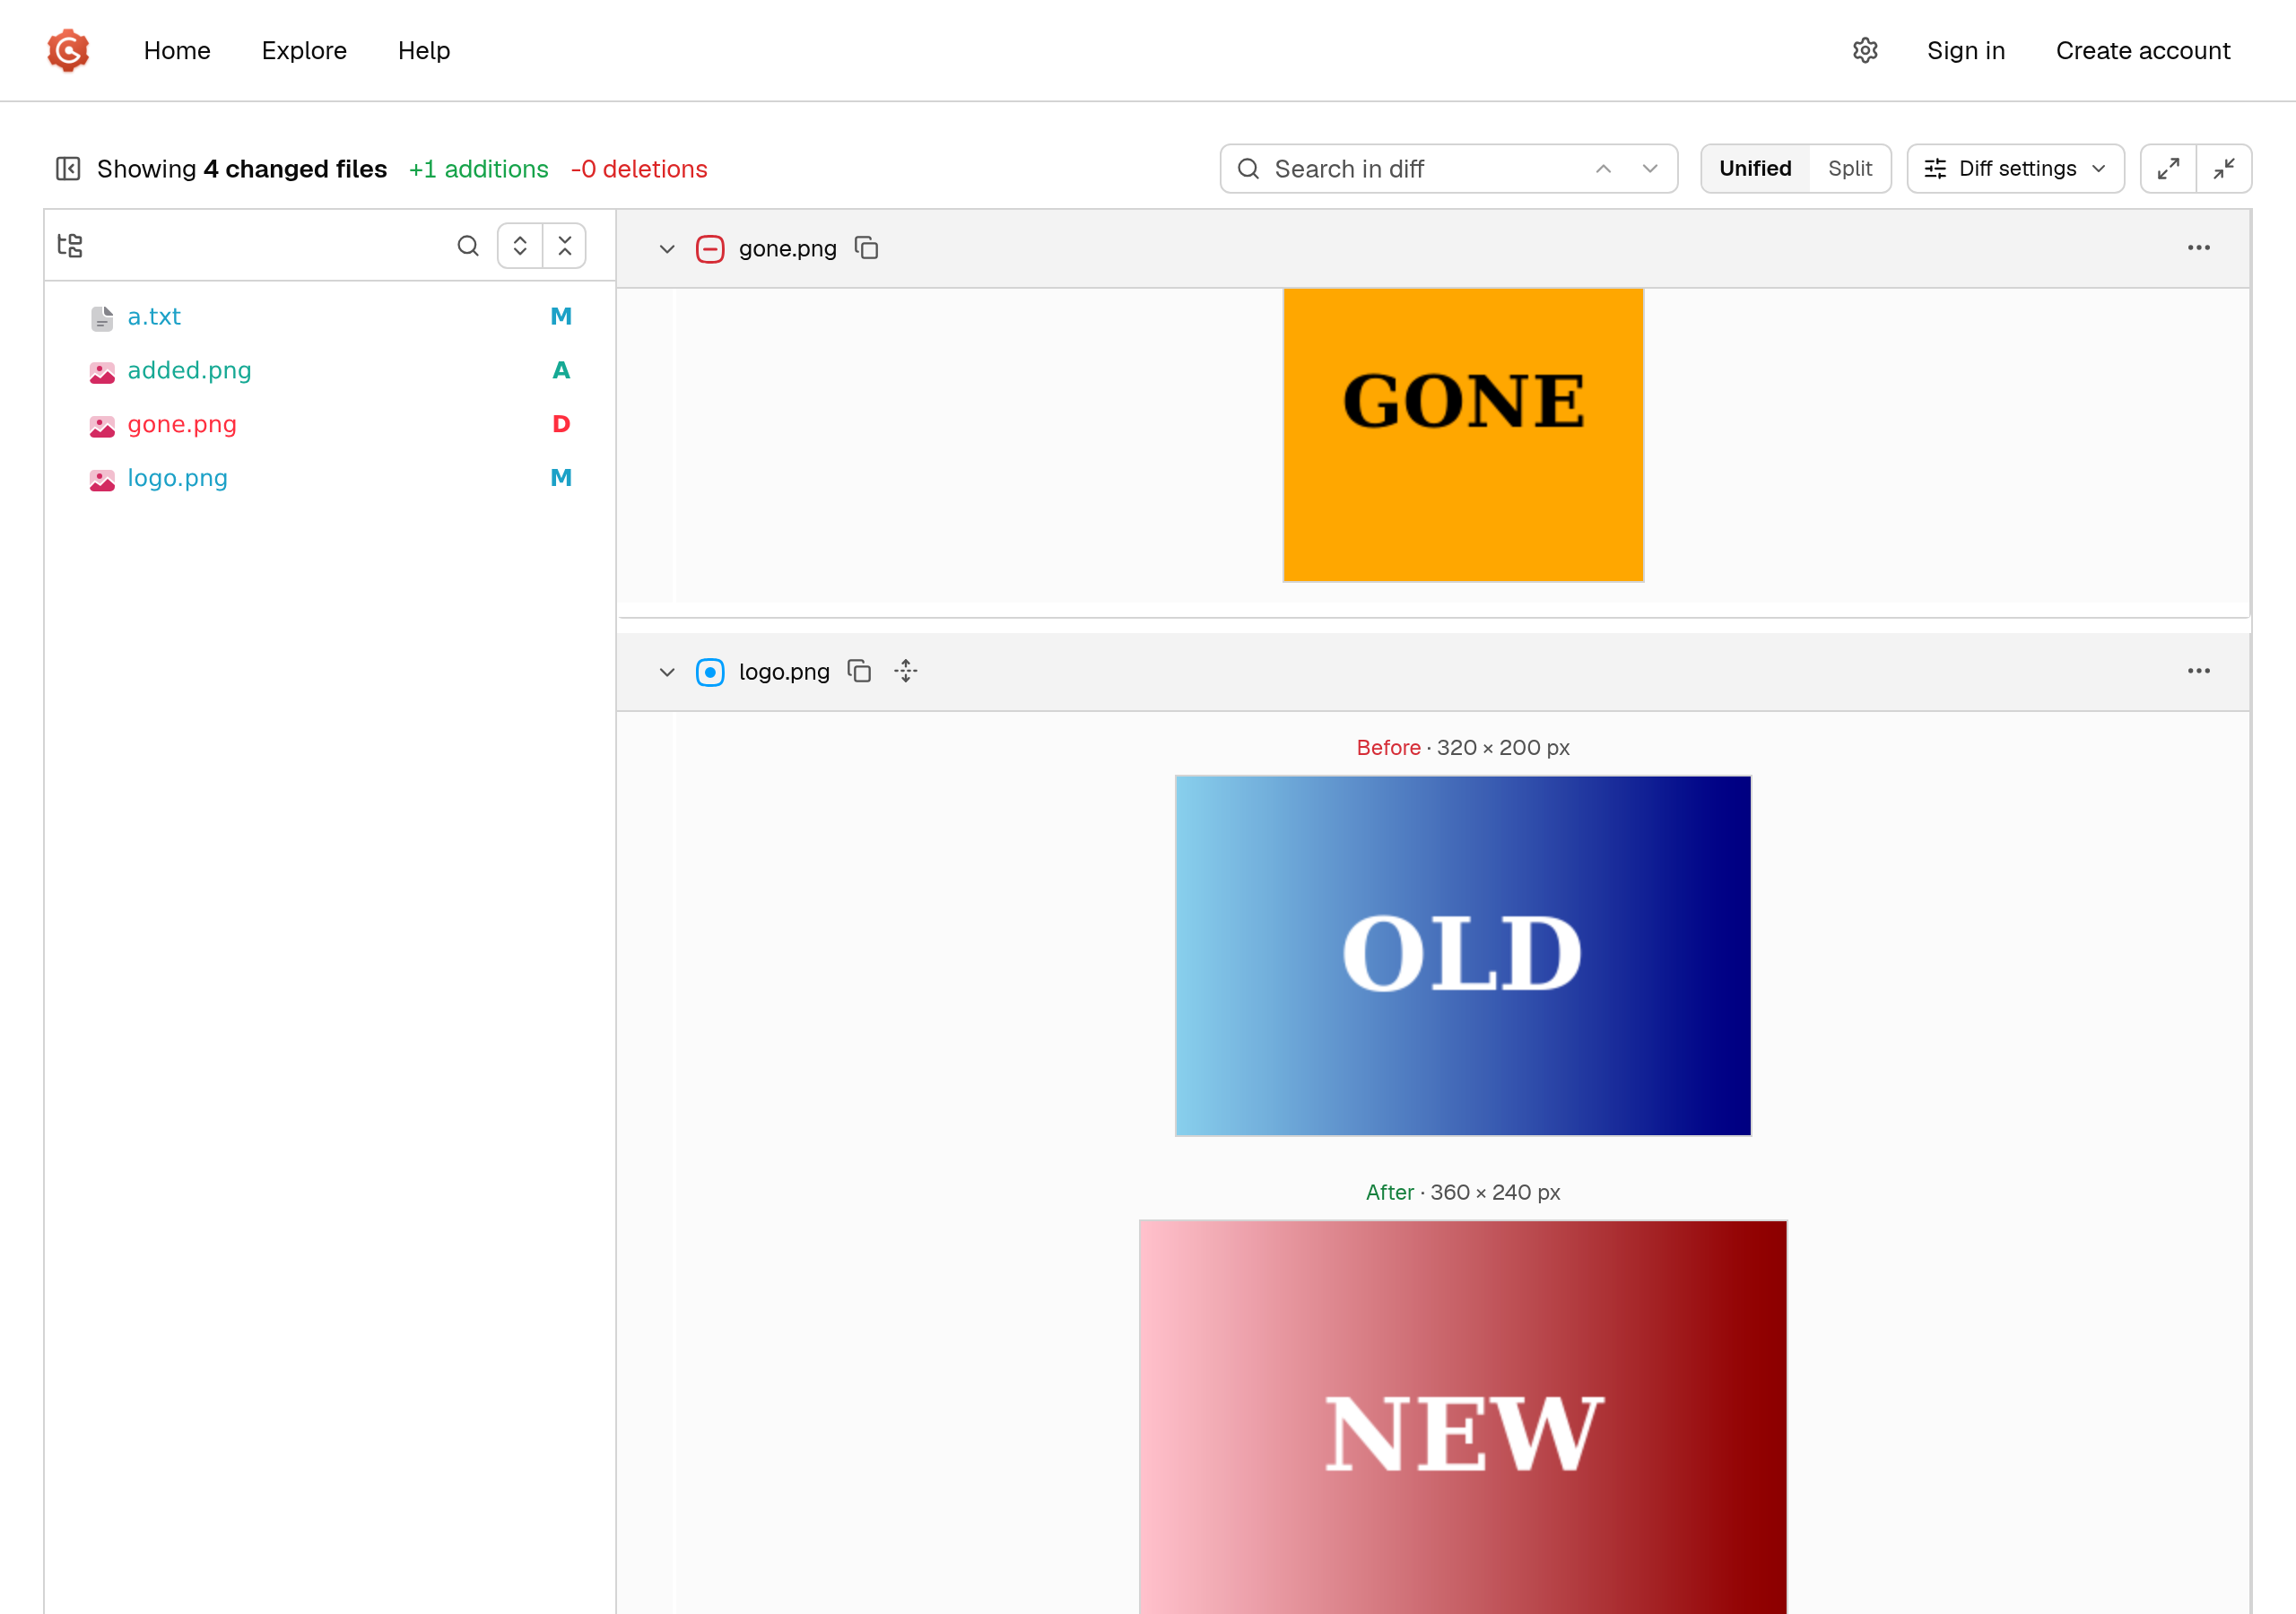 Home Explore Help Sign in Create account
Showing 4 changed files +1 additions -0 deletions Search in diff Unified Split Diff settings
a.txt M
added.png A
gone.png D
logo.png M
gone.png
GONE
logo.png
Before · 320 × 200 px
OLD
After · 360 × 240 px
NEW